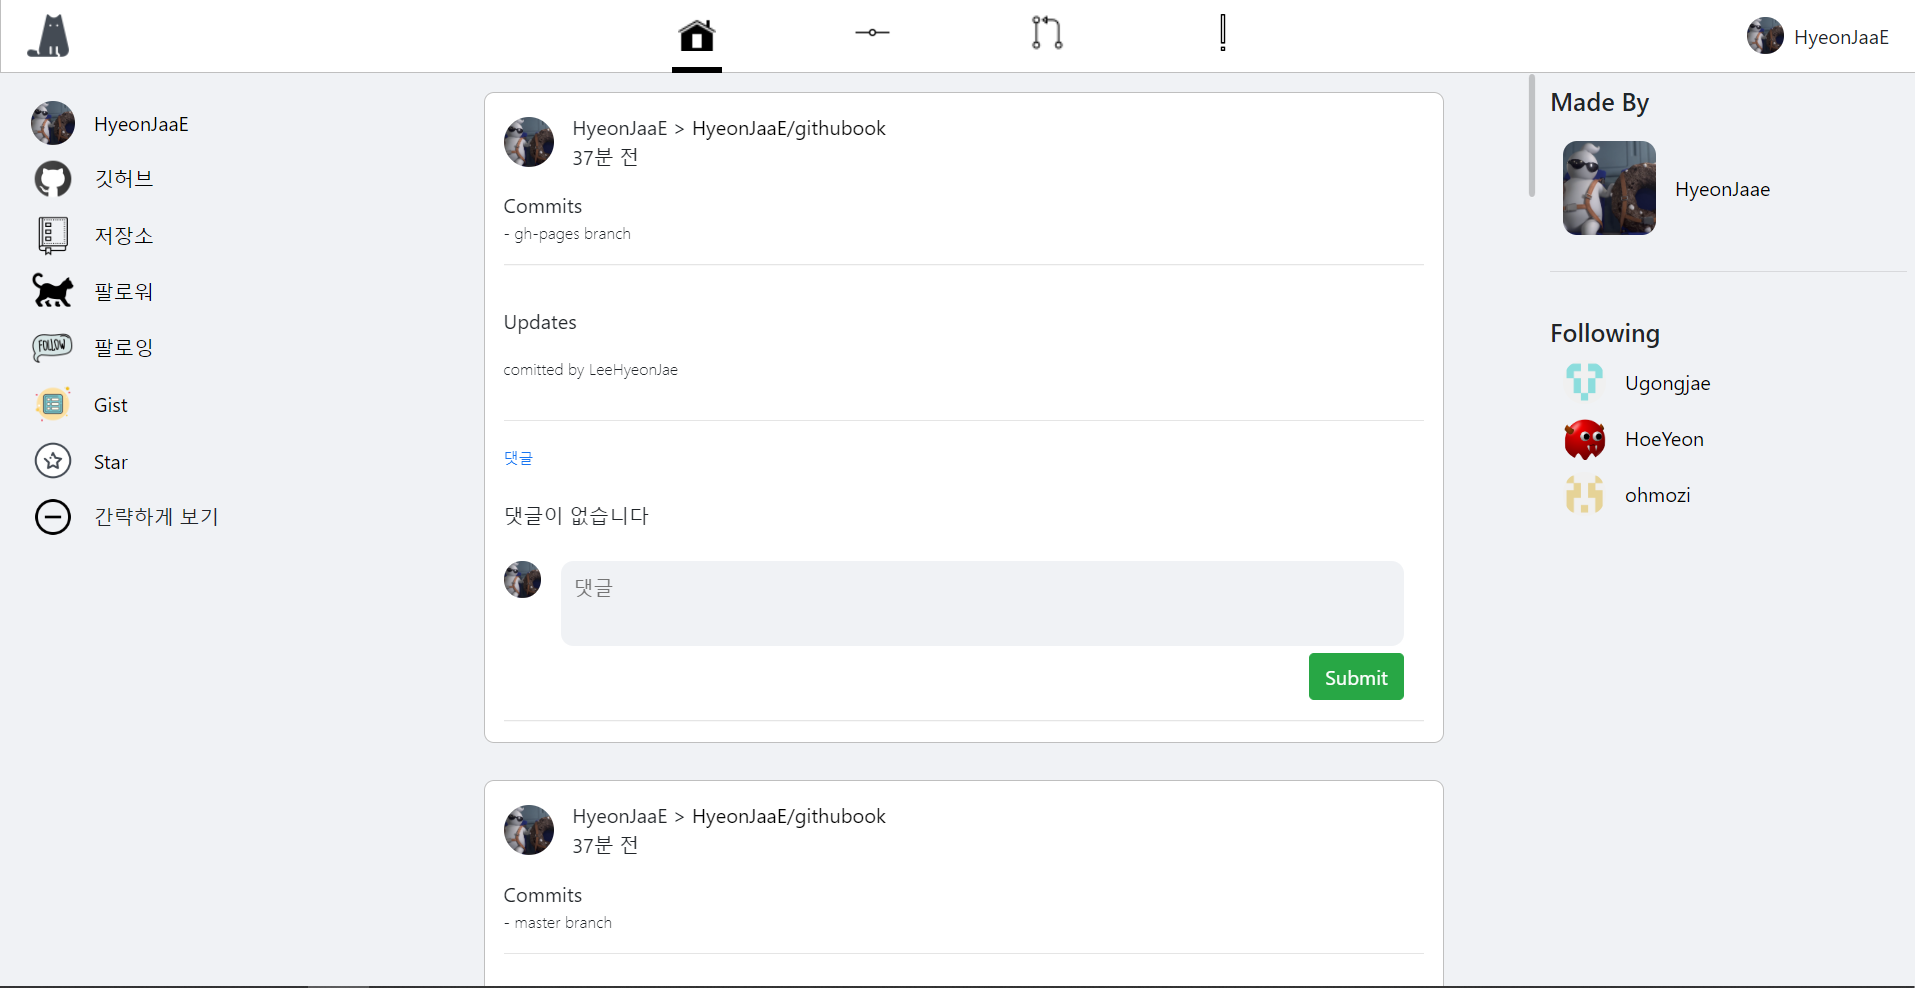 HyeonJaaE
HyeonJaaE
깃허브
저장소
팔로워
FOLLOW
팔로잉
Gist
Star
간략하게 보기
HyeonJaaE > HyeonJaaE/githubook
37분 전
Commits
- gh-pages branch
Updates
comitted by LeeHyeonJae
댓글
댓글이 없습니다
댓글
Submit
HyeonJaaE > HyeonJaaE/githubook
37분 전
Commits
- master branch
Made By
HyeonJaae
Following
Ugongjae
HoeYeon
ohmozi